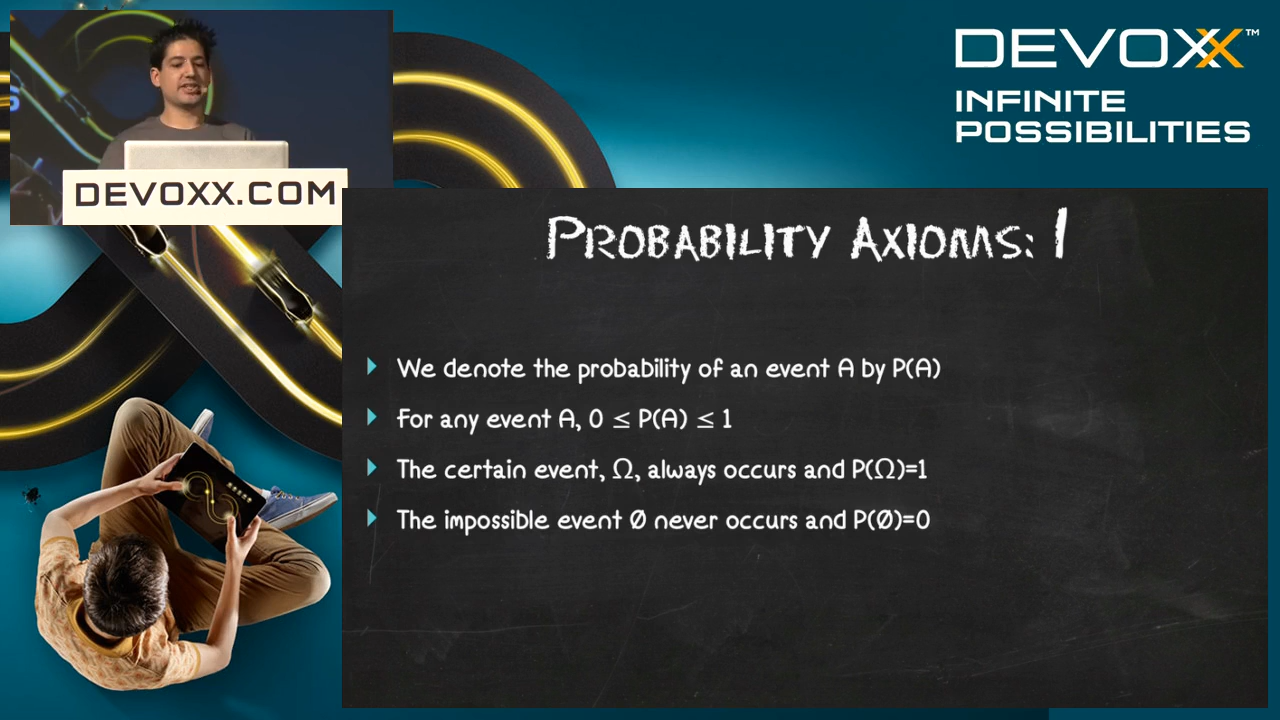 DEVOXX™
INFINITE
POSSIBILITIES
DEVOXX.COM
PROBABILITY AXIOMS: 1
We denote the probability of an event A by P(A)
For any event A, 0 ≤ P(A) ≤ 1
The certain event, Ω, always occurs and P(Ω)=1
The impossible event Ø never occurs and P(Ø)=0